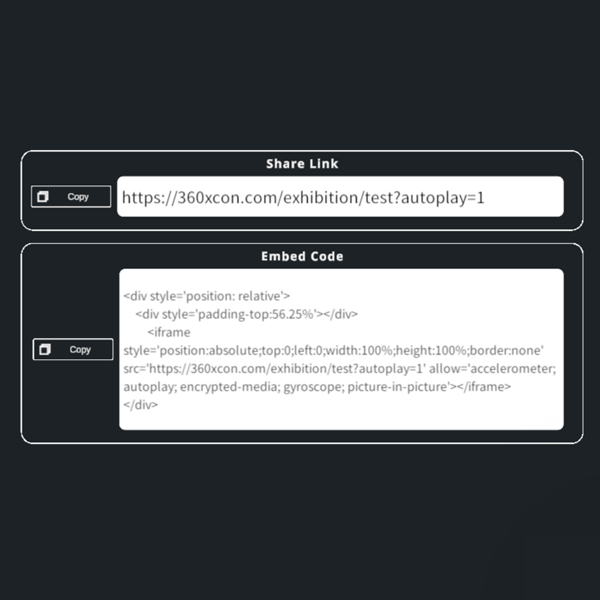 Share Link
Copy
https://360xcon.com/exhibition/test?autoplay=1
Embed Code
Copy
<div style='position: relative'>
<div style='padding-top:56.25%'></div>
<iframe
style='position:absolute;top:0;left:0;width:100%;height:100%;border:none'
src='https://360xcon.com/exhibition/test?autoplay=1' allow='accelerometer;
autoplay; encrypted-media; gyroscope; picture-in-picture'></iframe>
</div>